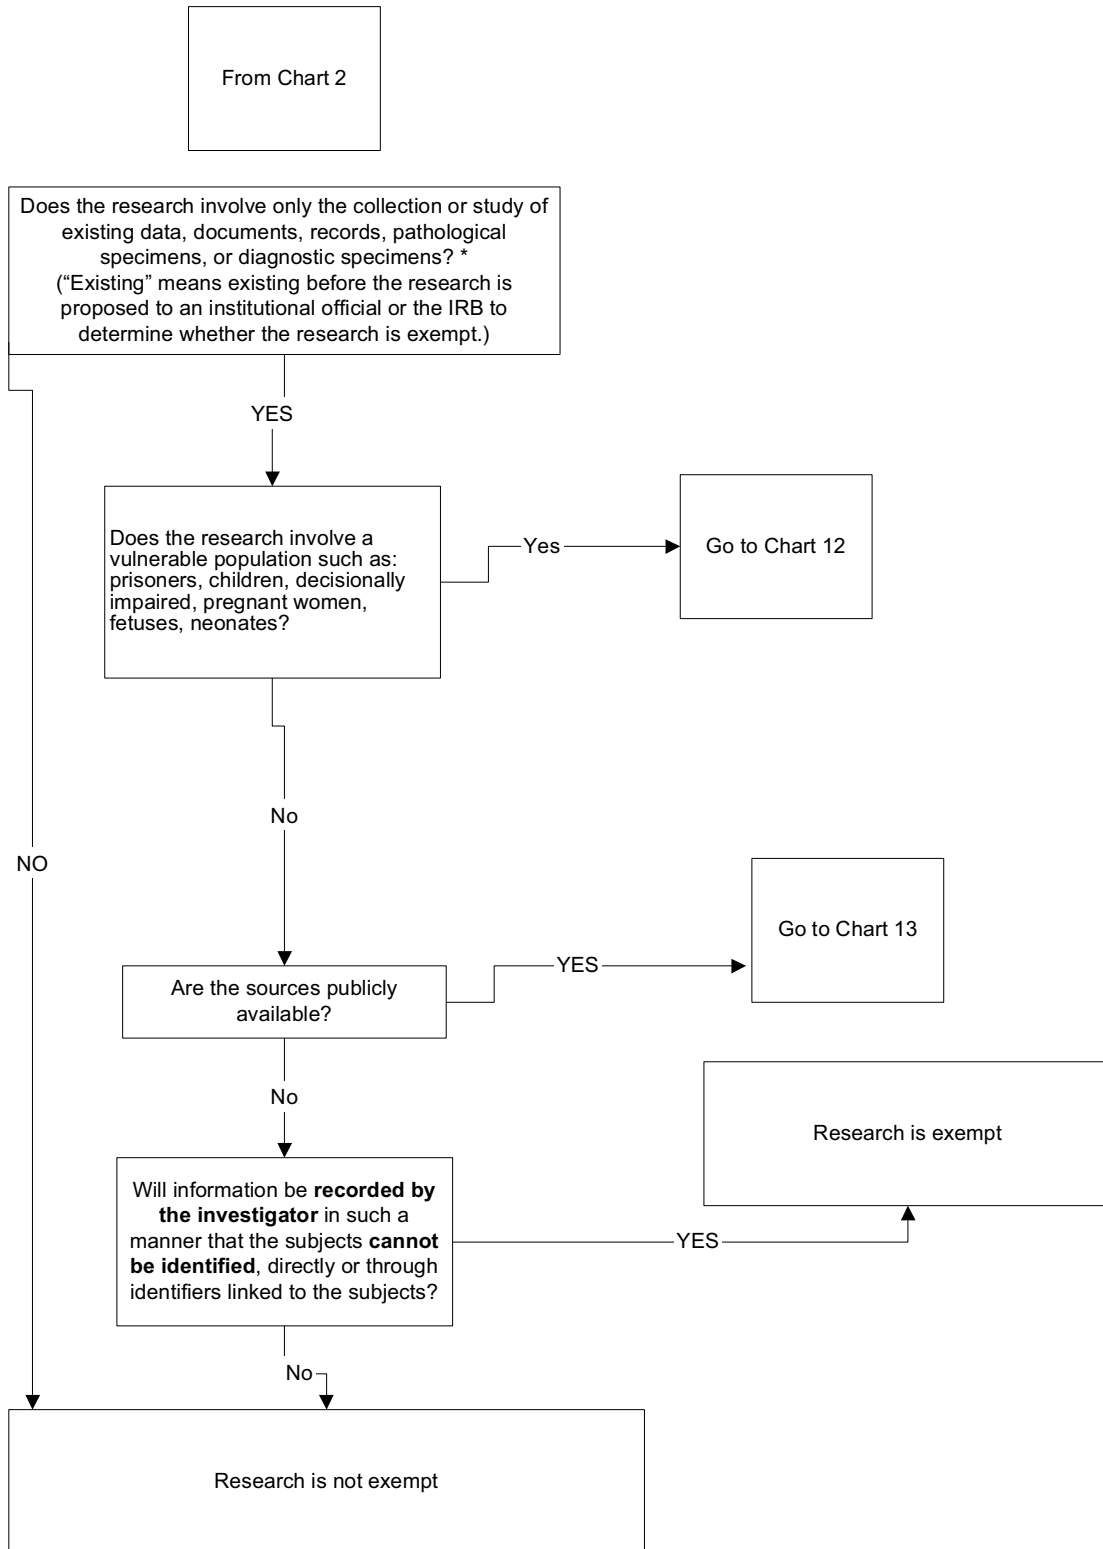 From Chart 2
Does the research involve only the collection or study of
existing data, documents, records, pathological
specimens, or diagnostic specimens? *
(“Existing” means existing before the research is
proposed to an institutional official or the IRB to
determine whether the research is exempt.)
YES
Does the research involve a
vulnerable population such as:
prisoners, children, decisionally
impaired, pregnant women,
fetuses, neonates?
Yes
Go to Chart 12
No
NO
Go to Chart 13
YES
Are the sources publicly
available?
No
Research is exempt
Will information be recorded by
the investigator in such a
manner that the subjects cannot
be identified, directly or through
identifiers linked to the subjects?
YES
No
Research is not exempt